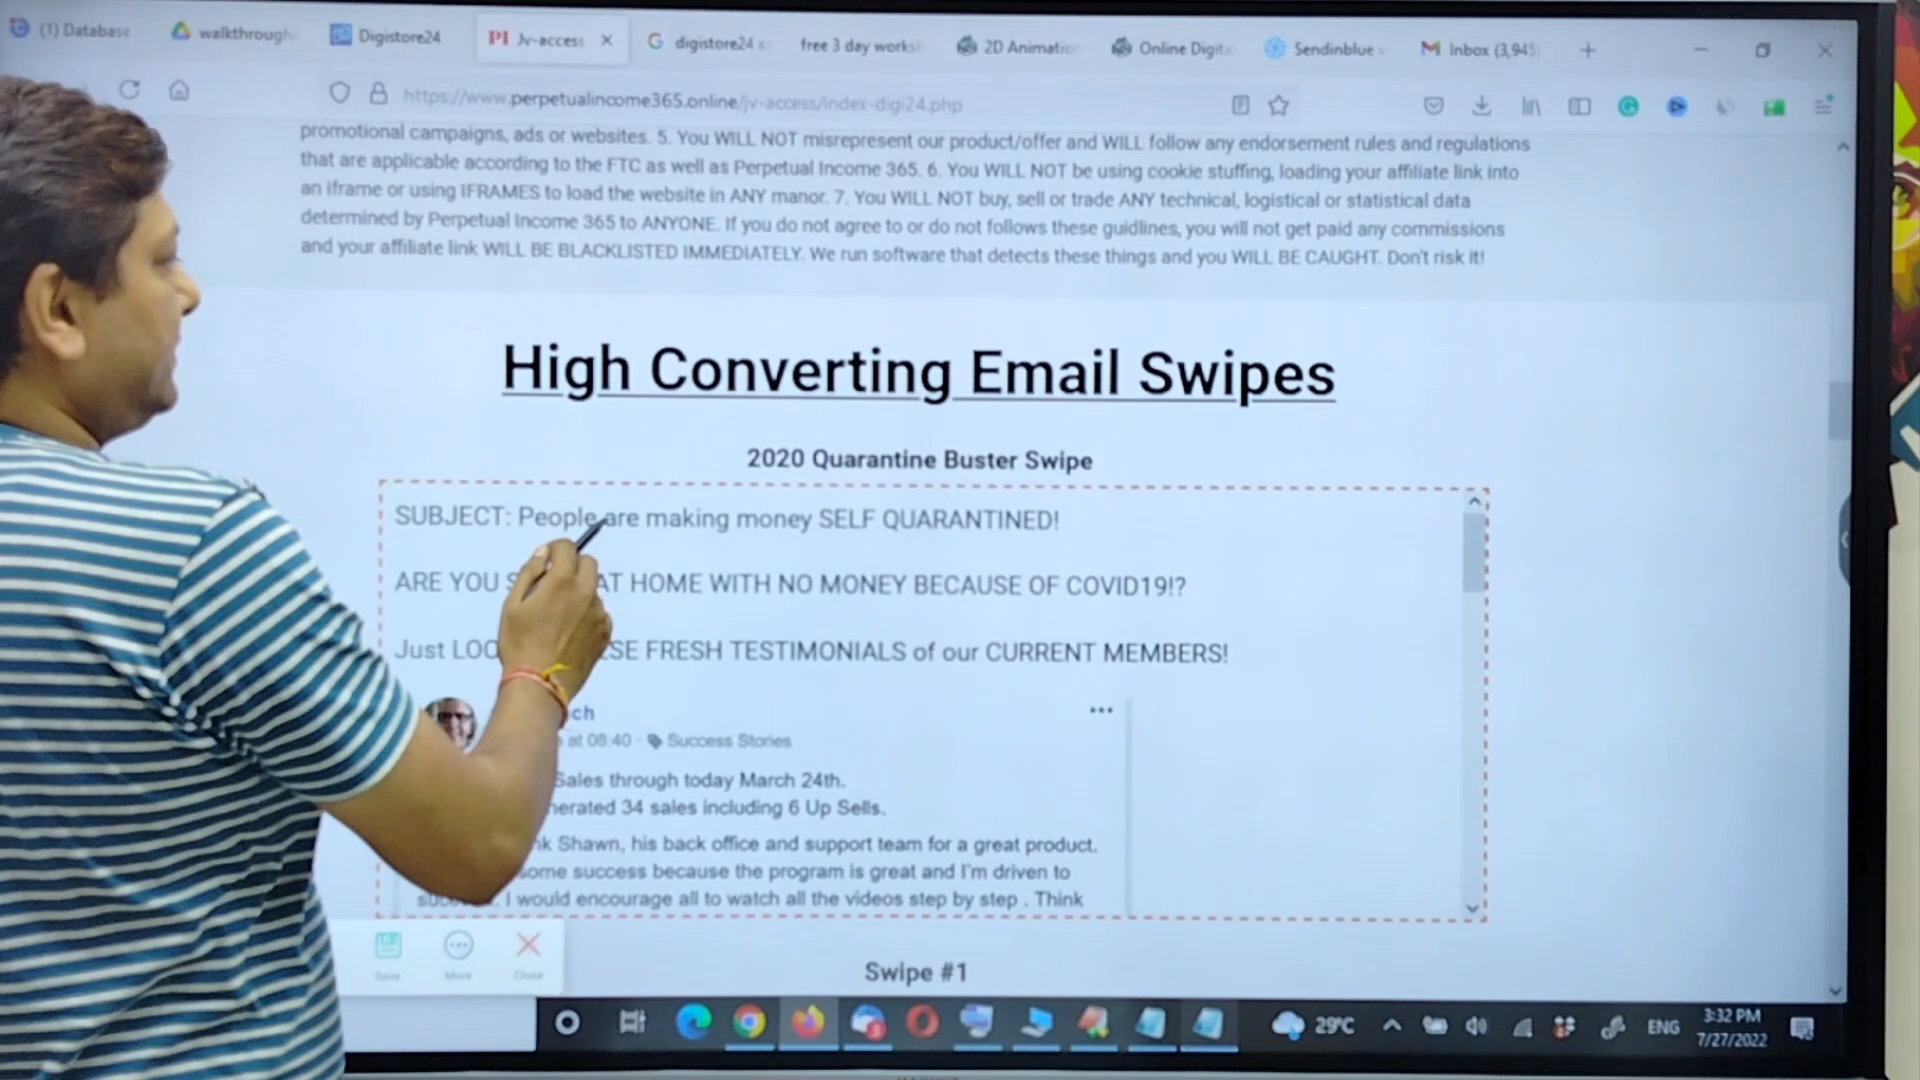 (1) Database
walkthrough
Digistore24
PI Jv-access
digistore24
free 3 day works
2D Animatio
Online Digita
Sendinblue
Inbox (3,945
https://www.perpetualincome365.online/jv-access/index-digi24.php
promotional campaigns, ads or websites. 5. You WILL NOT misrepresent our product/offer and WILL follow any endorsement rules and regulations
that are applicable according to the FTC as well as Perpetual Income 365. 6. You WILL NOT be using cookie stuffing, loading your affiliate link into
an iframe or using IFRAMES to load the website in ANY manor. 7. You WILL NOT buy, sell or trade ANY technical, logistical or statistical data
determined by Perpetual Income 365 to ANYONE. If you do not agree to or do not follows these guidlines, you will not get paid any commissions
and your affiliate link WILL BE BLACKLISTED IMMEDIATELY. We run software that detects these things and you WILL BE CAUGHT. Don't risk it!
High Converting Email Swipes
2020 Quarantine Buster Swipe
SUBJECT: People are making money SELF QUARANTINED!
ARE YOU AT HOME WITH NO MONEY BECAUSE OF COVID19!?
Just FRESH TESTIMONIALS of our CURRENT MEMBERS!
ch
at 08:40 · Success Stories
Sales through today March 24th.
nerated 34 sales including 6 Up Sells.
nk Shawn, his back office and support team for a great product.
some success because the program is great and I'm driven to
I would encourage all to watch all the videos step by step . Think
Save
More
Close
Swipe #1
29°C
ENG
3:32 PM
7/27/2022